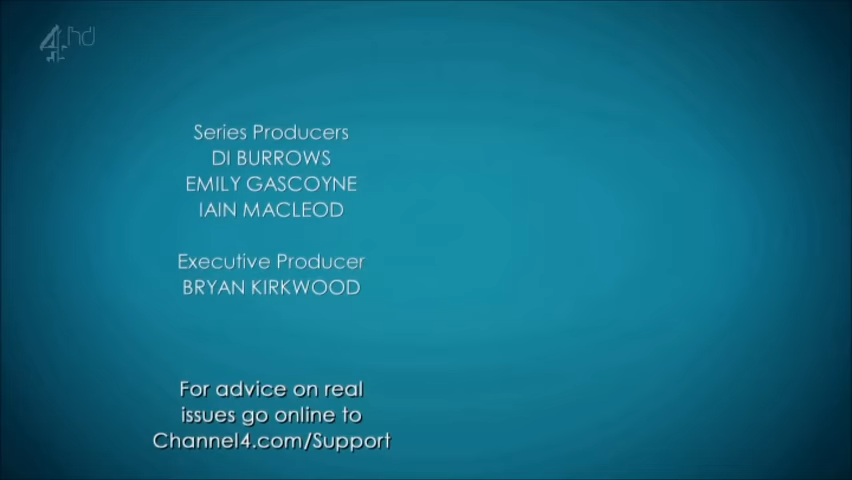 4hd
Series Producers
DI BURROWS
EMILY GASCOYNE
IAIN MACLEOD
Executive Producer
BRYAN KIRKWOOD
For advice on real
issues go online to
Channel4.com/Support